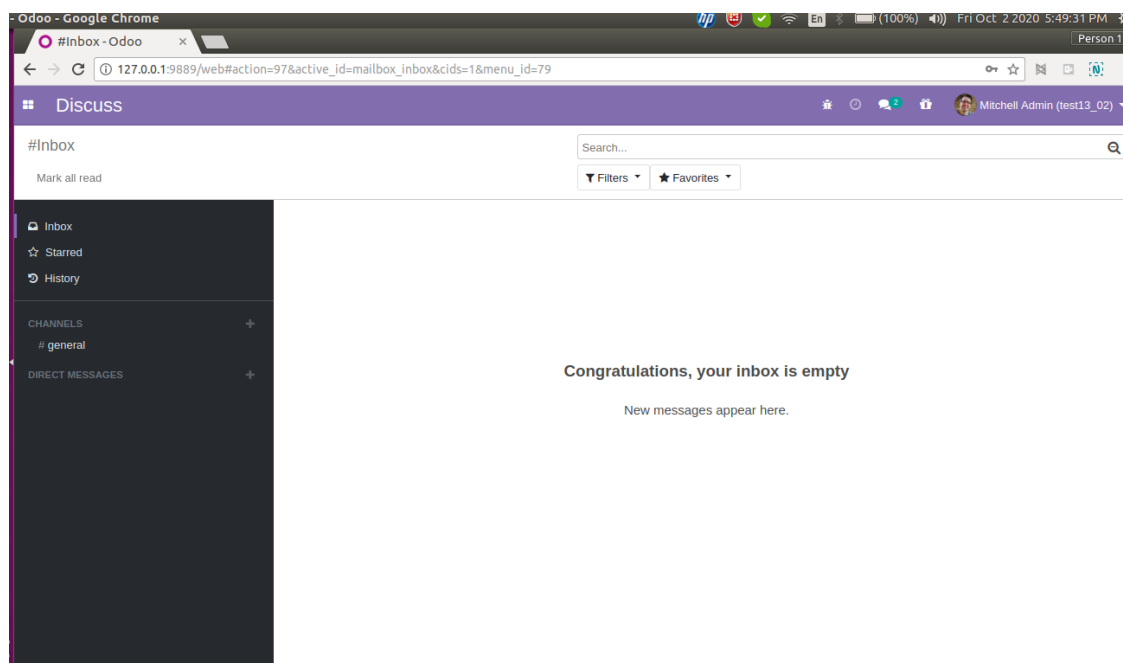 - Odoo - Google Chrome
hp
En
(100%)
Fri Oct 2 2020 5:49:31 PM
#Inbox - Odoo ×
Person 1
127.0.0.1:9889/web#action=97&active_id=mailbox_inbox&cids=1&menu_id=79
N
Discuss
2
Mitchell Admin (test13_02)
#Inbox
Search...
Mark all read
Filters
Favorites
Inbox
Starred
History
CHANNELS +
# general
DIRECT MESSAGES +
Congratulations, your inbox is empty
New messages appear here.